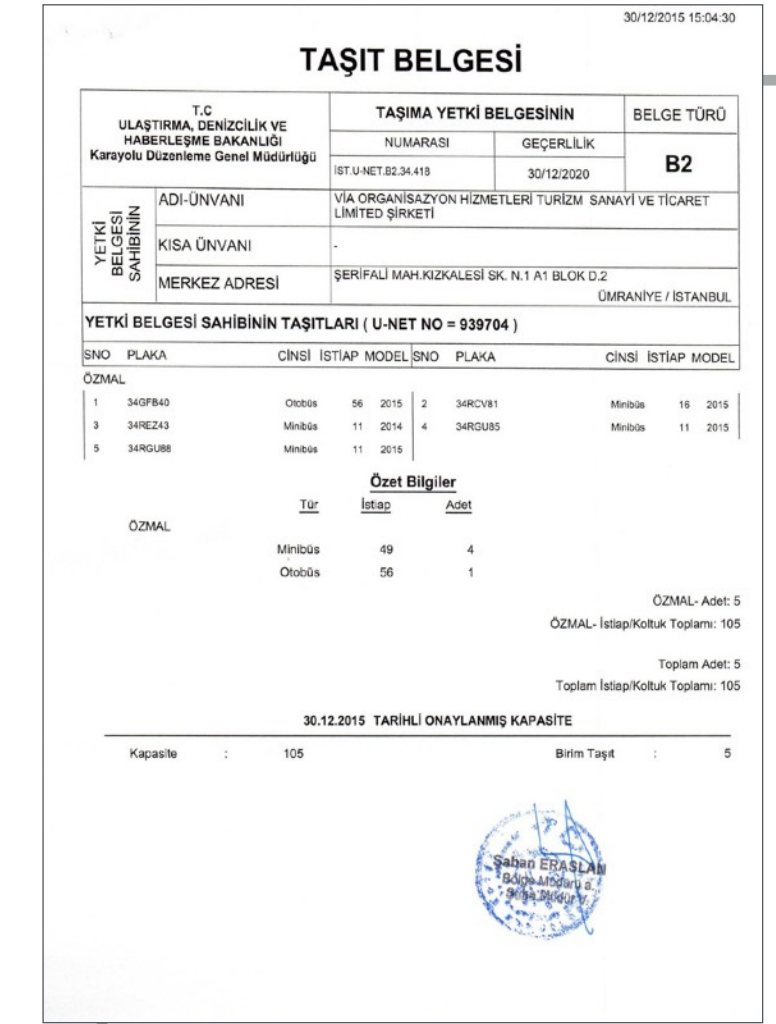 30/12/2015 15:04:30
TAŞIT BELGESİ
T.C
ULAŞTIRMA, DENİZCİLİK VE
HABERLEŞME BAKANLIĞI
Karayolu Düzenleme Genel Müdürlüğü
TAŞIMA YETKİ BELGESİNİN
BELGE TÜRÜ
NUMARASI
GEÇERLİLİK
İST.U-NET.B2.34.418
30/12/2020
B2
YETKİ
BELGESİ
SAHİBİNİN
ADI-ÜNVANI
VİA ORGANİSAZYON HİZMETLERİ TURİZM SANAYİ VE TİCARET
LİMİTED ŞİRKETİ
KISA ÜNVANI
-
MERKEZ ADRESİ
ŞERİFALİ MAH.KIZKALESİ SK. N.1 A1 BLOK D.2
ÜMRANİYE / İSTANBUL
YETKİ BELGESİ SAHİBİNİN TAŞITLARI ( U-NET NO = 939704 )
SNO PLAKA CİNSİ İSTİAP MODEL SNO PLAKA CİNSİ İSTİAP MODEL
ÖZMAL
1 34GFB40 Otobüs 56 2015 2 34RCV81 Minibüs 16 2015
3 34REZ43 Minibüs 11 2014 4 34RGU85 Minibüs 11 2015
5 34RGU88 Minibüs 11 2015
Özet Bilgiler
Tür İstiap Adet
ÖZMAL
Minibüs 49 4
Otobüs 56 1
ÖZMAL- Adet: 5
ÖZMAL- İstiap/Koltuk Toplamı: 105
Toplam Adet: 5
Toplam İstiap/Koltuk Toplamı: 105
30.12.2015 TARİHLİ ONAYLANMIŞ KAPASİTE
Kapasite : 105 Birim Taşıt : 5
Şaban ERASLAN
Bölge Müdürü a.